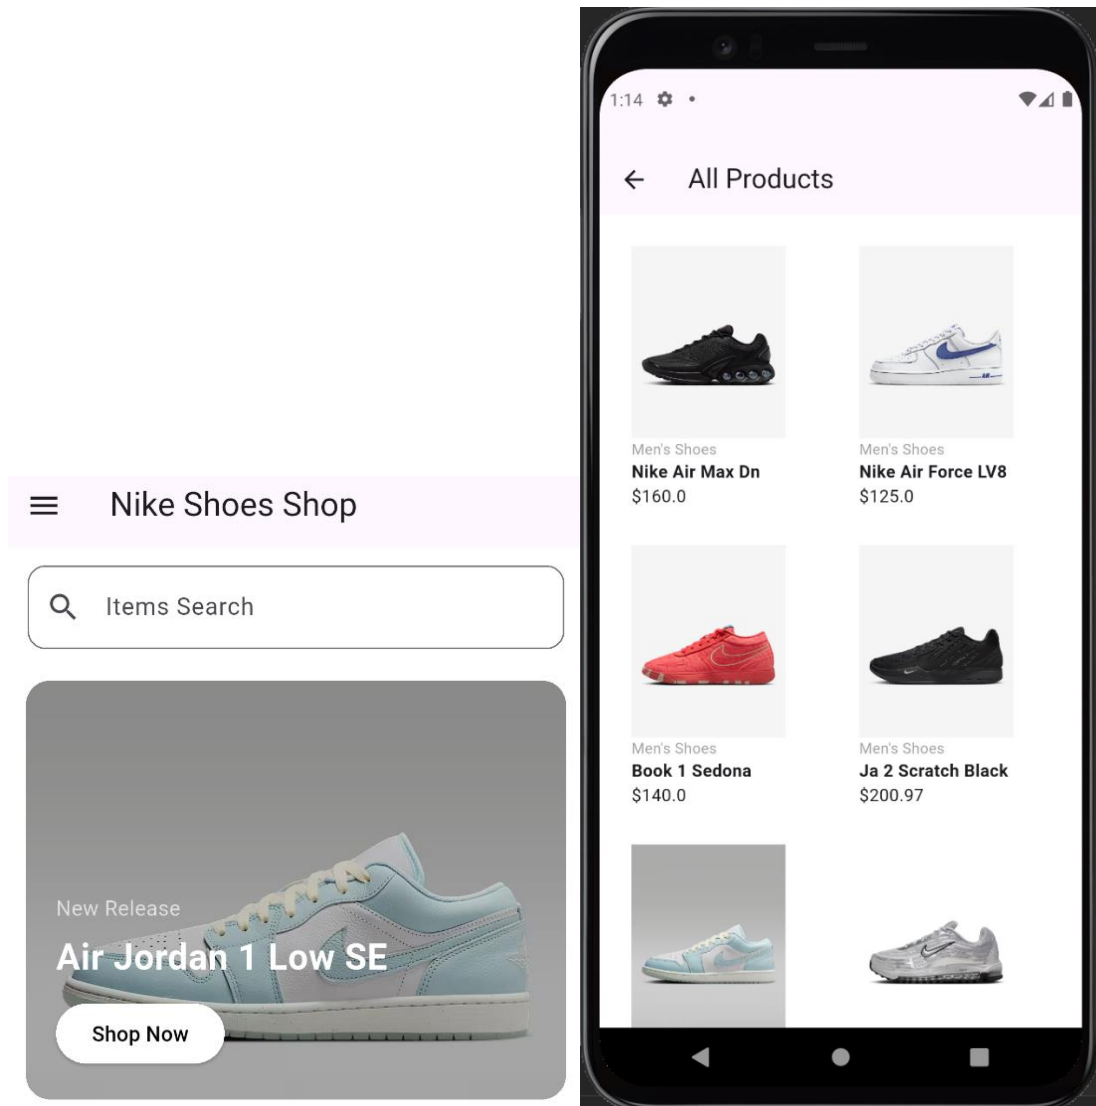 Nike Shoes Shop
Items Search
New Release
Air Jordan 1 Low SE
Shop Now
1:14
All Products
Men's Shoes
Nike Air Max Dn
$160.0
Men's Shoes
Nike Air Force LV8
$125.0
Men's Shoes
Book 1 Sedona
$140.0
Men's Shoes
Ja 2 Scratch Black
$200.97